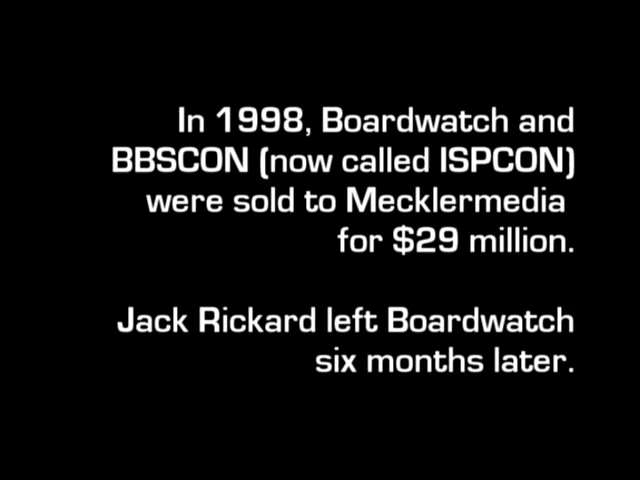 In 1998, Boardwatch and
BBSCON (now called ISPCON)
were sold to Mecklermedia
for $29 million.
Jack Rickard left Boardwatch
six months later.